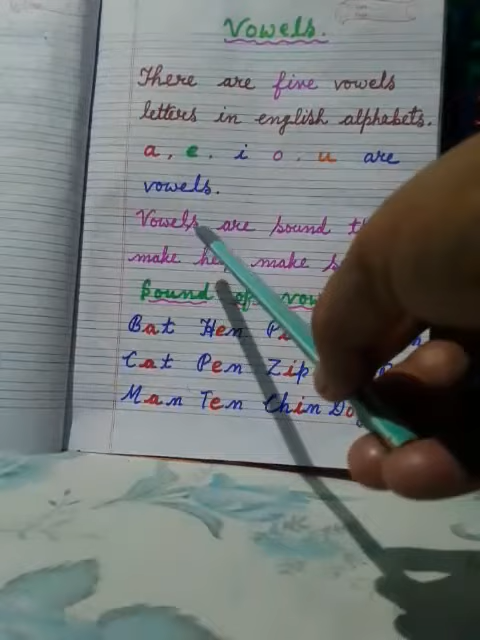 Vowels.
There are five vowels
letters in english alphabets.
a, e, i o, u are
vowels.
Vowels are sound
make make
Sound of
Bat Hen
Cat Pen Zip
Man Ten Chin